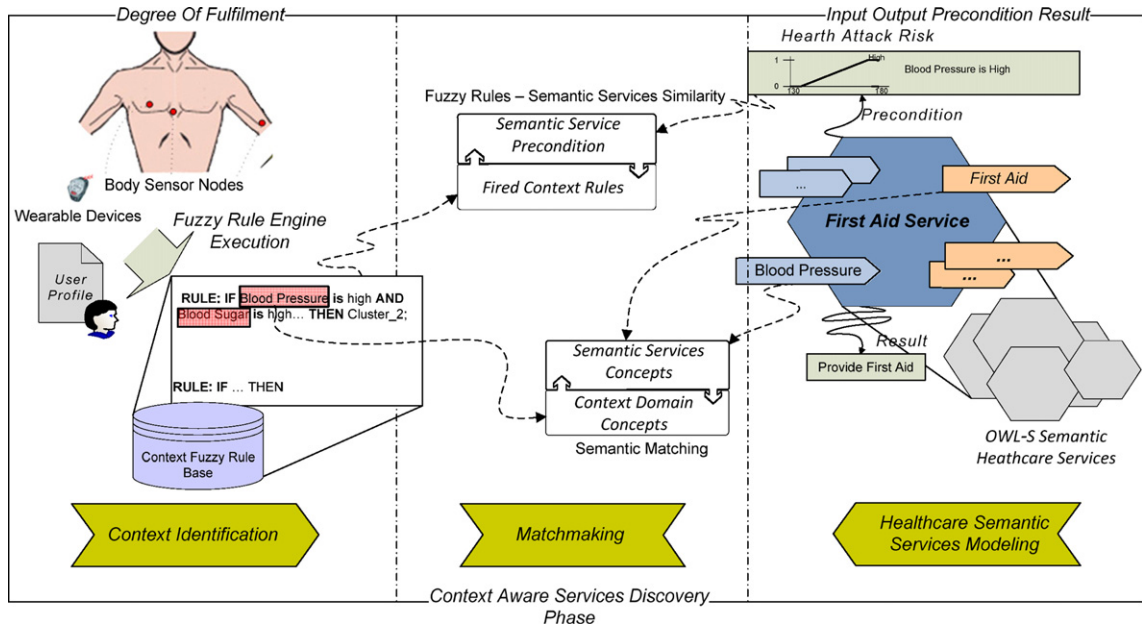 Degree Of Fulfilment
Input Output Precondition Result
Body Sensor Nodes
Wearable Devices
Fuzzy Rule Engine
Execution
User
Profile
RULE: IF Blood Pressure is high AND
Blood Sugar is high... THEN Cluster_2;
RULE: IF ... THEN
Context Fuzzy Rule
Base
Context Identification
Fuzzy Rules – Semantic Services Similarity
Semantic Service
Precondition
Fired Context Rules
Semantic Services
Concepts
Context Domain
Concepts
Semantic Matching
Matchmaking
Hearth Attack Risk
High
1
0
130
180
Blood Pressure is High
Precondition
...
First Aid
First Aid Service
...
...
Blood Pressure
Result
Provide First Aid
OWL-S Semantic
Heathcare Services
Healthcare Semantic
Services Modeling
Context Aware Services Discovery
Phase